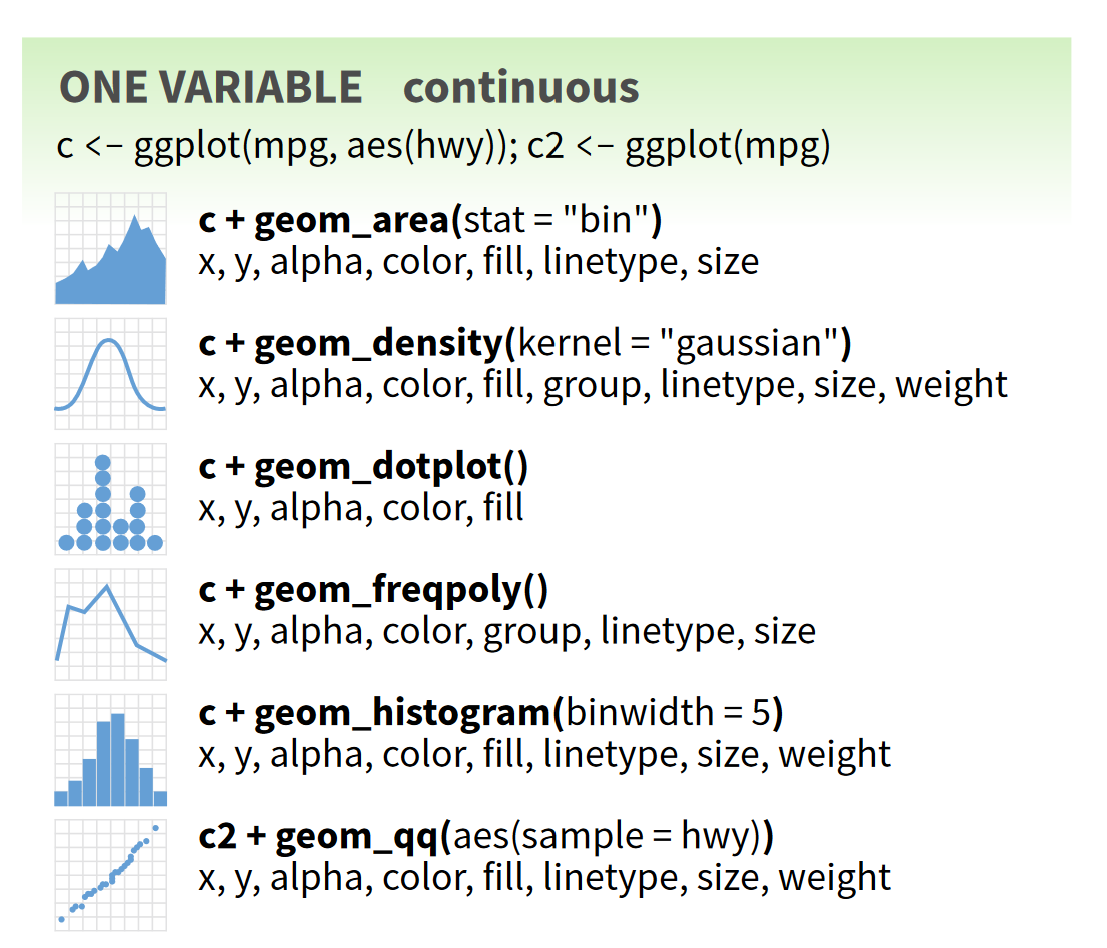 ONE VARIABLE continuous
c <- ggplot(mpg, aes(hwy)); c2 <- ggplot(mpg)
c + geom_area(stat = "bin")
x, y, alpha, color, fill, linetype, size
c + geom_density(kernel = "gaussian")
x, y, alpha, color, fill, group, linetype, size, weight
c + geom_dotplot()
x, y, alpha, color, fill
c + geom_freqpoly()
x, y, alpha, color, group, linetype, size
c + geom_histogram(binwidth = 5)
x, y, alpha, color, fill, linetype, size, weight
c2 + geom_qq(aes(sample = hwy))
x, y, alpha, color, fill, linetype, size, weight